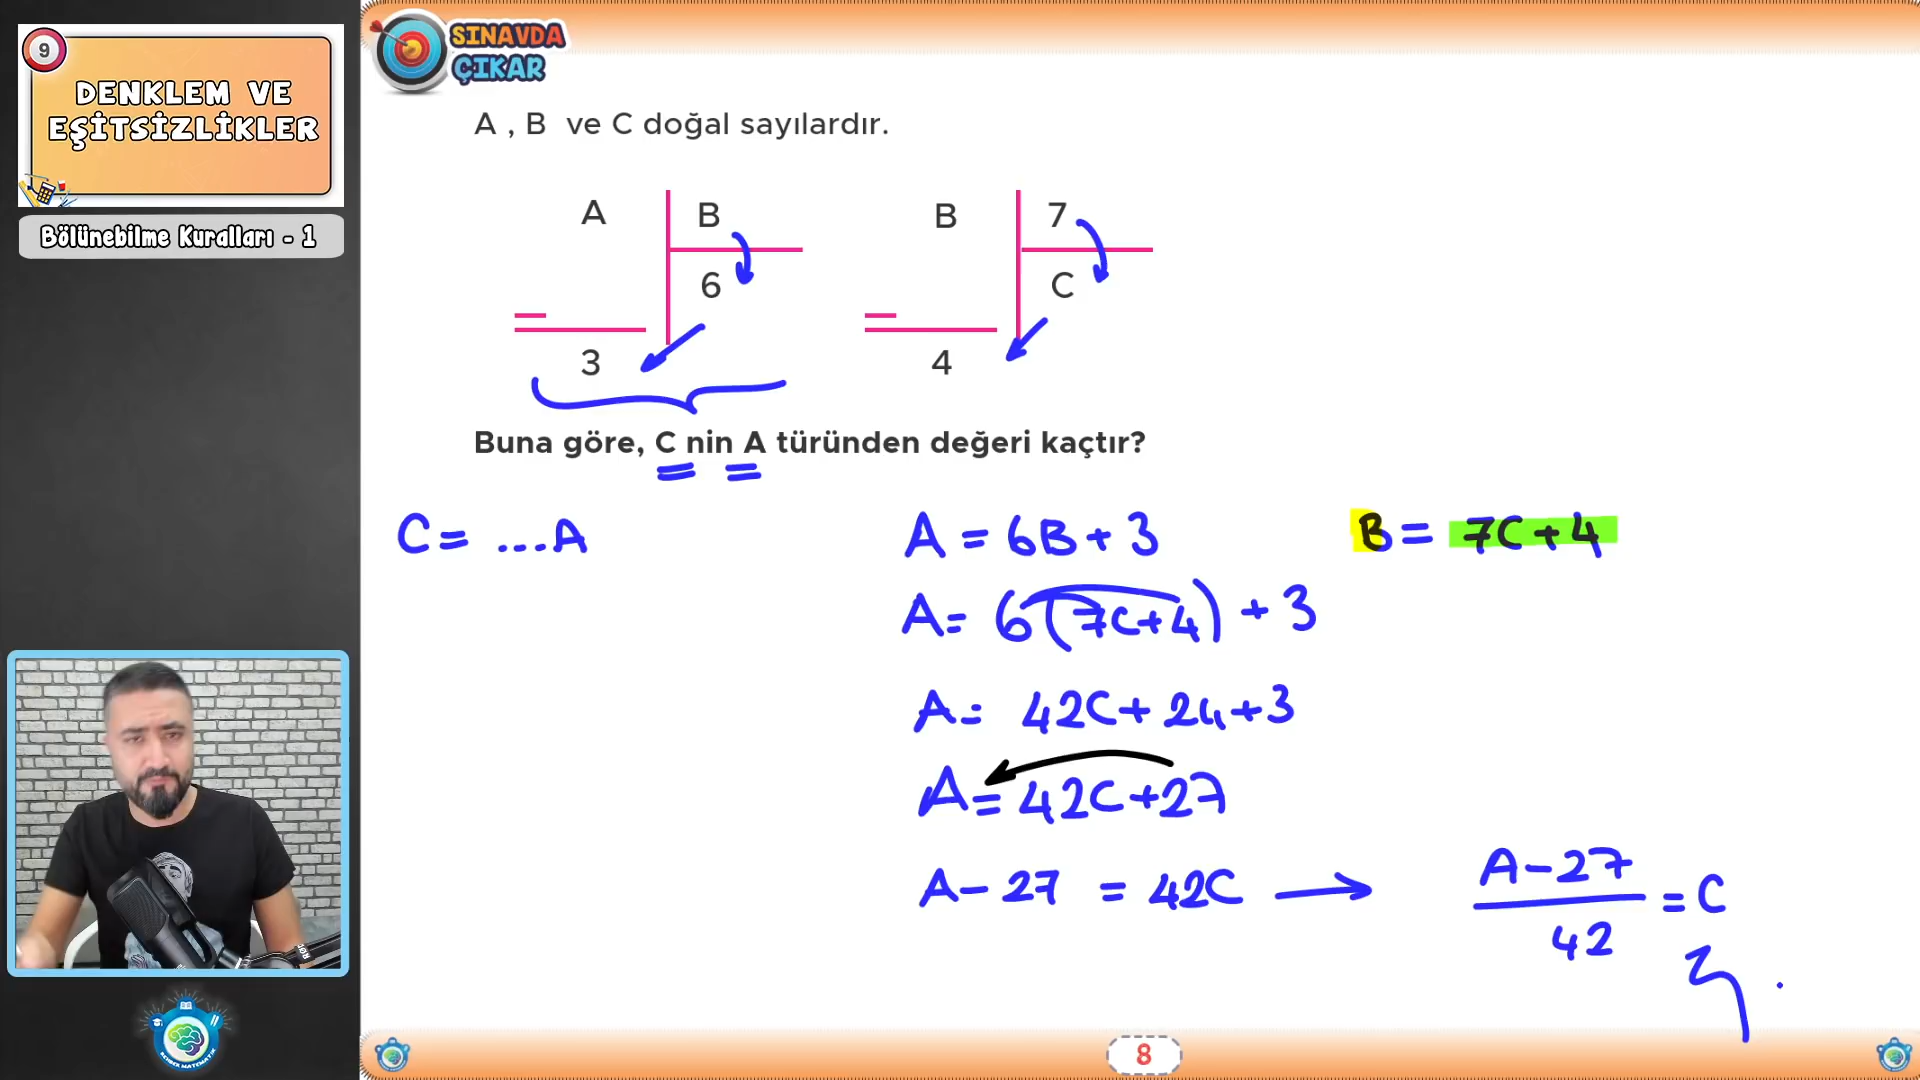 9
DENKLEM VE
EŞİTSİZLİKLER
Bölünebilme Kuralları - 1
SINAVDA
ÇIKAR
A , B ve C doğal sayılardır.
A B B 7
6 C
3 4
Buna göre, C nin A türünden değeri kaçtır?
C = ...A A = 6B + 3 B = 7C + 4
A = 6(7C+4) + 3
A = 42C + 24 + 3
A = 42C + 27
A - 27 = 42C → A - 27 / 42 = C
RØDE
8